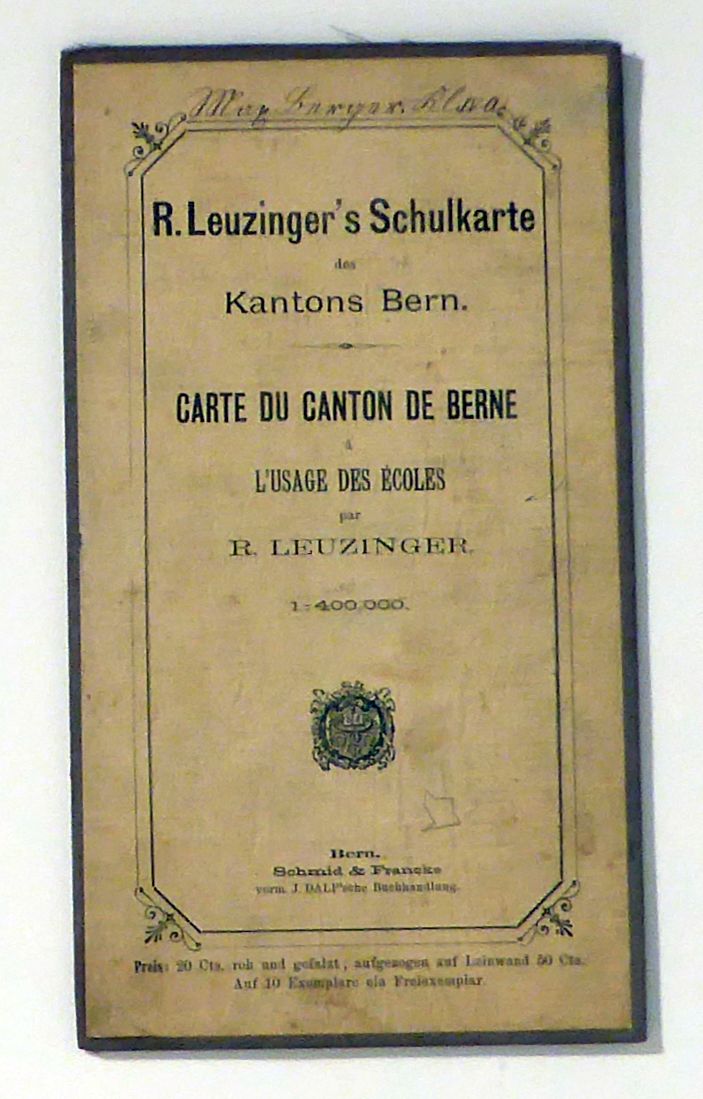 Max Berger.
R. Leuzinger's Schulkarte
des
Kantons Bern.
CARTE DU CANTON DE BERNE
à
L'USAGE DES ÉCOLES
par
R. LEUZINGER.
1:400 000.
Bern.
Schmid & Francke
vorm. J. DALP'sche Buchhandlung.
Preis: 20 Cts. roh und gefalzt, aufgezogen auf Leinwand 50 Cts.
Auf 10 Exemplare ein Freiexemplar.